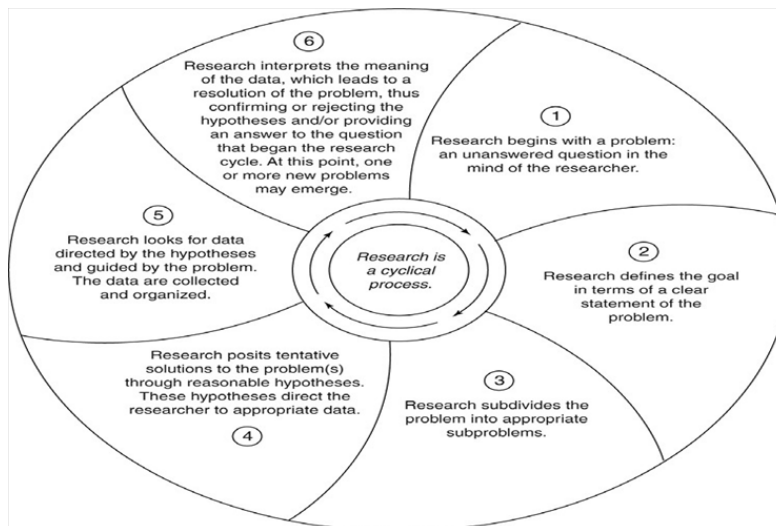 6
Research interprets the meaning
of the data, which leads to a
resolution of the problem, thus
confirming or rejecting the
hypotheses and/or providing
an answer to the question
that began the research
cycle. At this point, one
or more new problems
may emerge.
1
Research begins with a problem:
an unanswered question in the
mind of the researcher.
5
Research looks for data
directed by the hypotheses
and guided by the problem.
The data are collected
and organized.
Research is
a cyclical
process.
2
Research defines the goal
in terms of a clear
statement of the
problem.
Research posits tentative
solutions to the problem(s)
through reasonable hypotheses.
These hypotheses direct the
researcher to appropriate data.
4
3
Research subdivides the
problem into appropriate
subproblems.